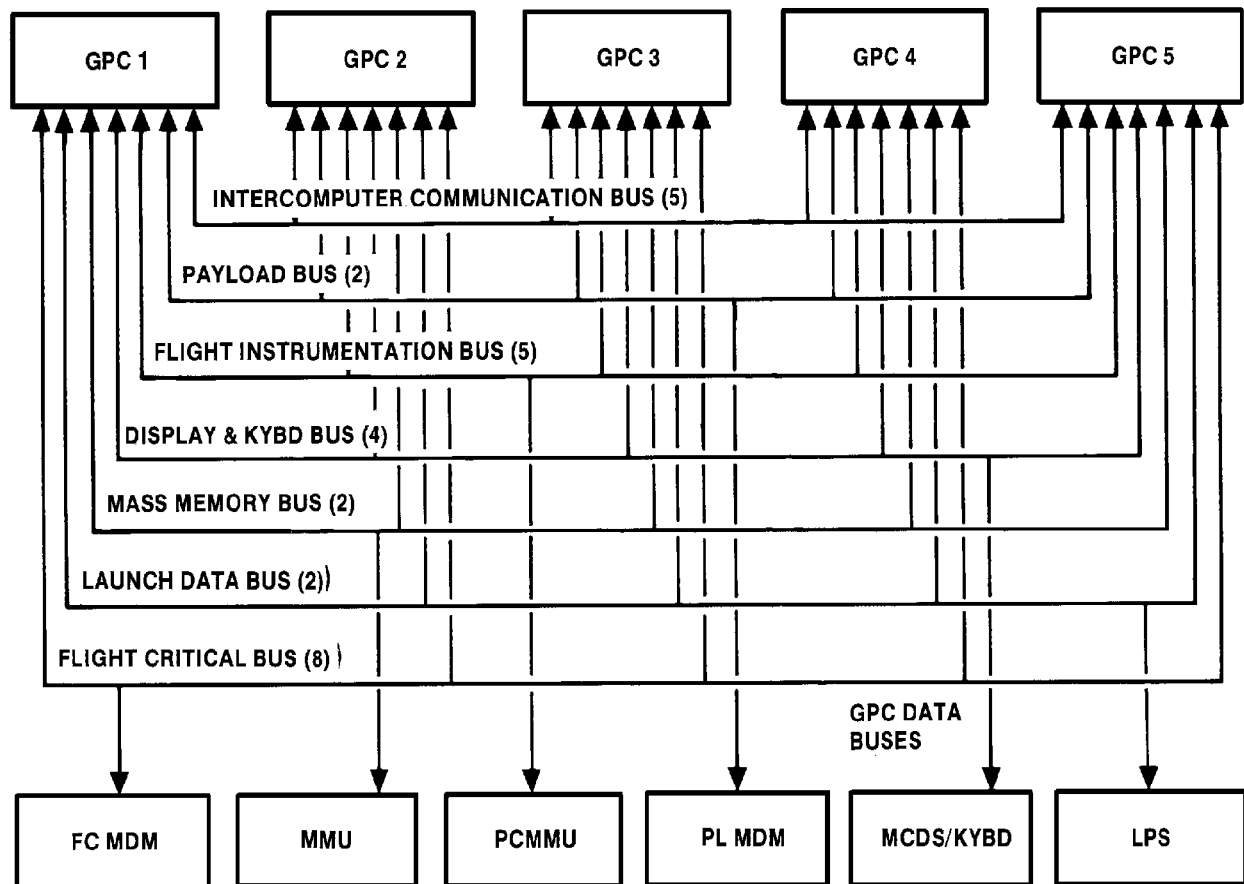 GPC 1
GPC 2
GPC 3
GPC 4
GPC 5
INTERCOMPUTER COMMUNICATION BUS (5)
PAYLOAD BUS (2)
FLIGHT INSTRUMENTATION BUS (5)
DISPLAY & KYBD BUS (4)
MASS MEMORY BUS (2)
LAUNCH DATA BUS (2)
FLIGHT CRITICAL BUS (8)
GPC DATA
BUSES
FC MDM
MMU
PCMMU
PL MDM
MCDS/KYBD
LPS